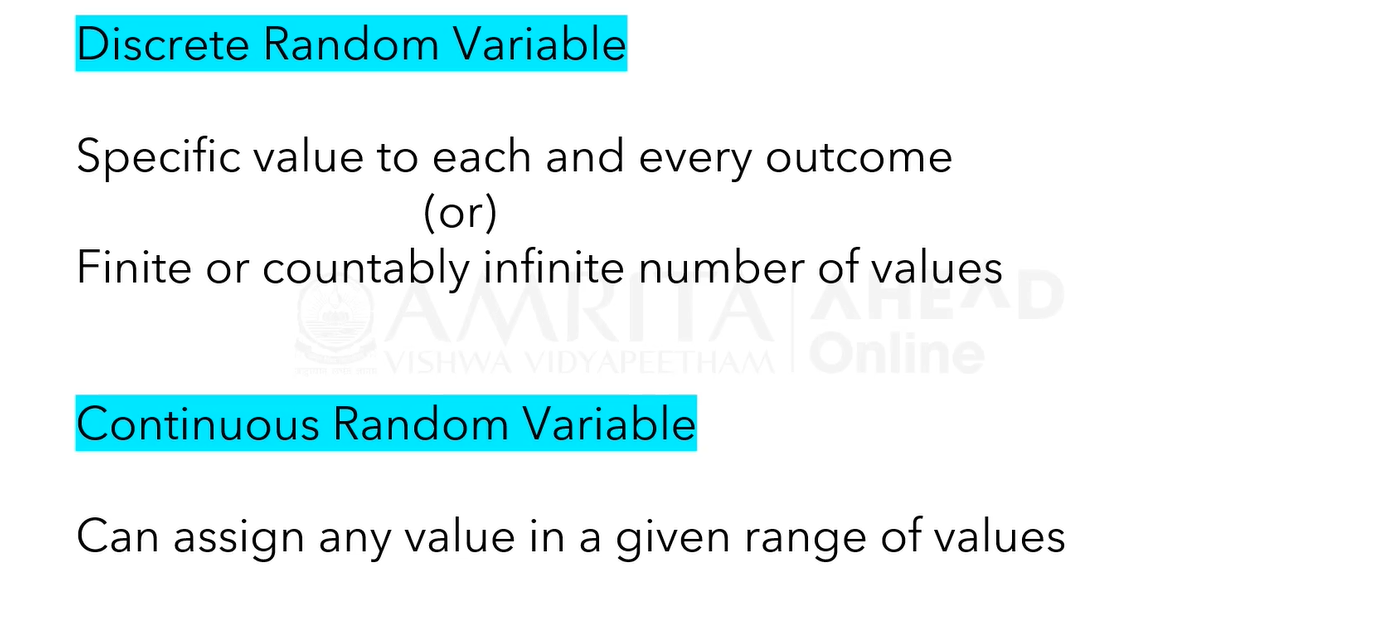 Discrete Random Variable
Specific value to each and every outcome
(or)
Finite or countably infinite number of values
AMRITA
VISHWA VIDYAPEETHAM
AHEAD
Online
Continuous Random Variable
Can assign any value in a given range of values